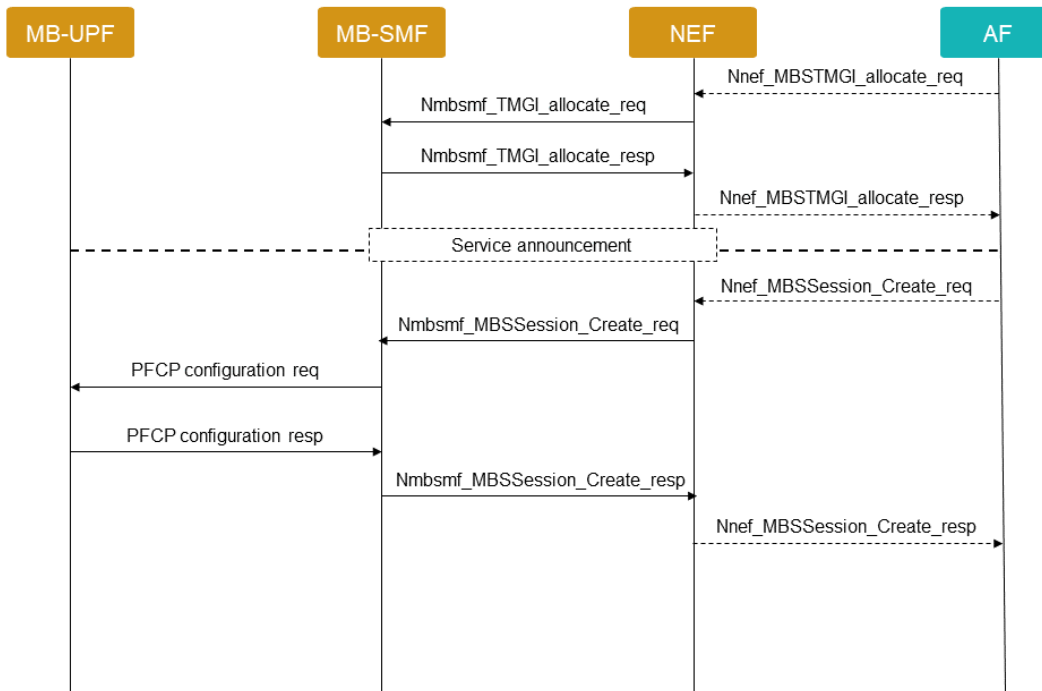 MB-UPF
MB-SMF
NEF
AF
Nnef_MBSTMGI_allocate_req
Nmbsmf_TMGI_allocate_req
Nmbsmf_TMGI_allocate_resp
Nnef_MBSTMGI_allocate_resp
Service announcement
Nnef_MBSSession_Create_req
Nmbsmf_MBSSession_Create_req
PFCP configuration req
PFCP configuration resp
Nmbsmf_MBSSession_Create_resp
Nnef_MBSSession_Create_resp